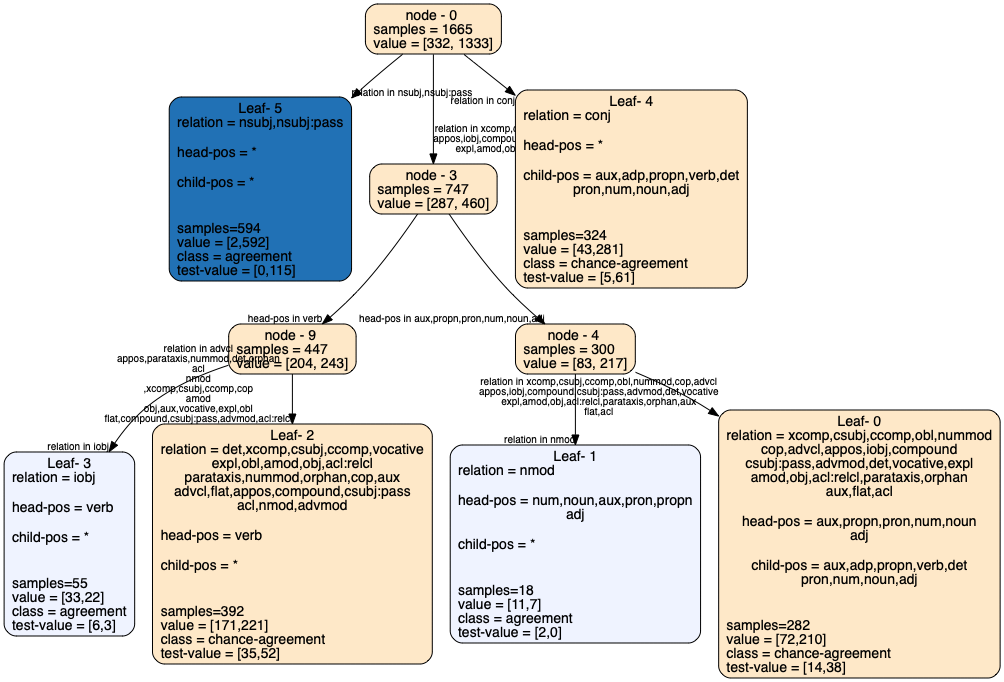 node - 0
samples = 1665
value = [332, 1333]
relation in nsubj,nsubj:pass
relation in conj
relation in xcomp,
appos,iobj,compou
expl,amod,ob
Leaf- 5
relation = nsubj,nsubj:pass
head-pos = *
child-pos = *
samples=594
value = [2,592]
class = agreement
test-value = [0,115]
Leaf- 4
relation = conj
head-pos = *
child-pos = aux,adp,propn,verb,det
pron,num,noun,adj
samples=324
value = [43,281]
class = chance-agreement
test-value = [5,61]
node - 3
samples = 747
value = [287, 460]
head-pos in verb
head-pos in aux,propn,pron,num,noun,adj
node - 9
samples = 447
value = [204, 243]
node - 4
samples = 300
value = [83, 217]
relation in advcl
appos,parataxis,nummod,det,orphan
acl
nmod
,xcomp,csubj,ccomp,cop
amod
obj,aux,vocative,expl,obl
flat,compound,csubj:pass,advmod,acl:relcl
relation in iobj
relation in xcomp,csubj,ccomp,obl,nummod,cop,advcl
appos,iobj,compound,csubj:pass,advmod,det,vocative
expl,amod,obj,acl:relcl,parataxis,orphan,aux
flat,acl
relation in nmod
Leaf- 3
relation = iobj
head-pos = verb
child-pos = *
samples=55
value = [33,22]
class = agreement
test-value = [6,3]
Leaf- 2
relation = det,xcomp,csubj,ccomp,vocative
expl,obl,amod,obj,acl:relcl
parataxis,nummod,orphan,cop,aux
advcl,flat,appos,compound,csubj:pass
acl,nmod,advmod
head-pos = verb
child-pos = *
samples=392
value = [171,221]
class = chance-agreement
test-value = [35,52]
Leaf- 1
relation = nmod
head-pos = num,noun,aux,pron,propn
adj
child-pos = *
samples=18
value = [11,7]
class = agreement
test-value = [2,0]
Leaf- 0
relation = xcomp,csubj,ccomp,obl,nummod
cop,advcl,appos,iobj,compound
csubj:pass,advmod,det,vocative,expl
amod,obj,acl:relcl,parataxis,orphan
aux,flat,acl
head-pos = aux,propn,pron,num,noun
adj
child-pos = aux,adp,propn,verb,det
pron,num,noun,adj
samples=282
value = [72,210]
class = chance-agreement
test-value = [14,38]